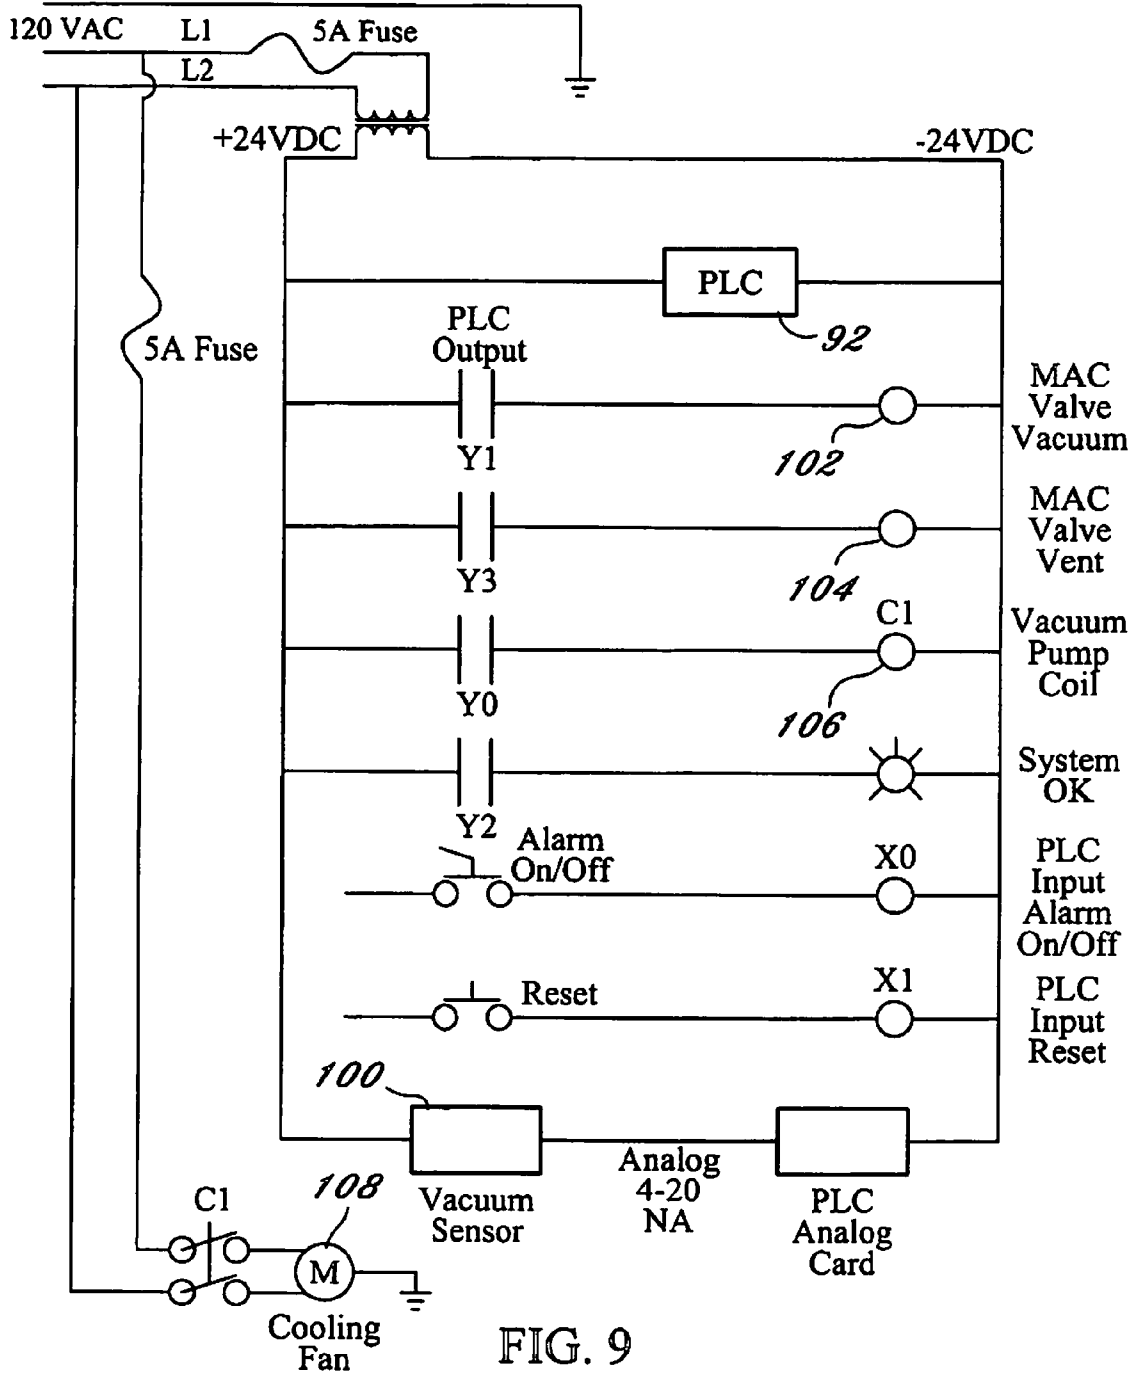 120 VAC
L1
5A Fuse
L2
+24VDC
-24VDC
PLC
92
5A Fuse
PLC
Output
Y1
102
MAC
Valve
Vacuum
Y3
104
MAC
Valve
Vent
Y0
C1
106
Vacuum
Pump
Coil
Y2
System
OK
Alarm
On/Off
X0
PLC
Input
Alarm
On/Off
Reset
X1
PLC
Input
Reset
100
Vacuum
Sensor
Analog
4-20
NA
PLC
Analog
Card
C1
108
M
Cooling
Fan
FIG. 9